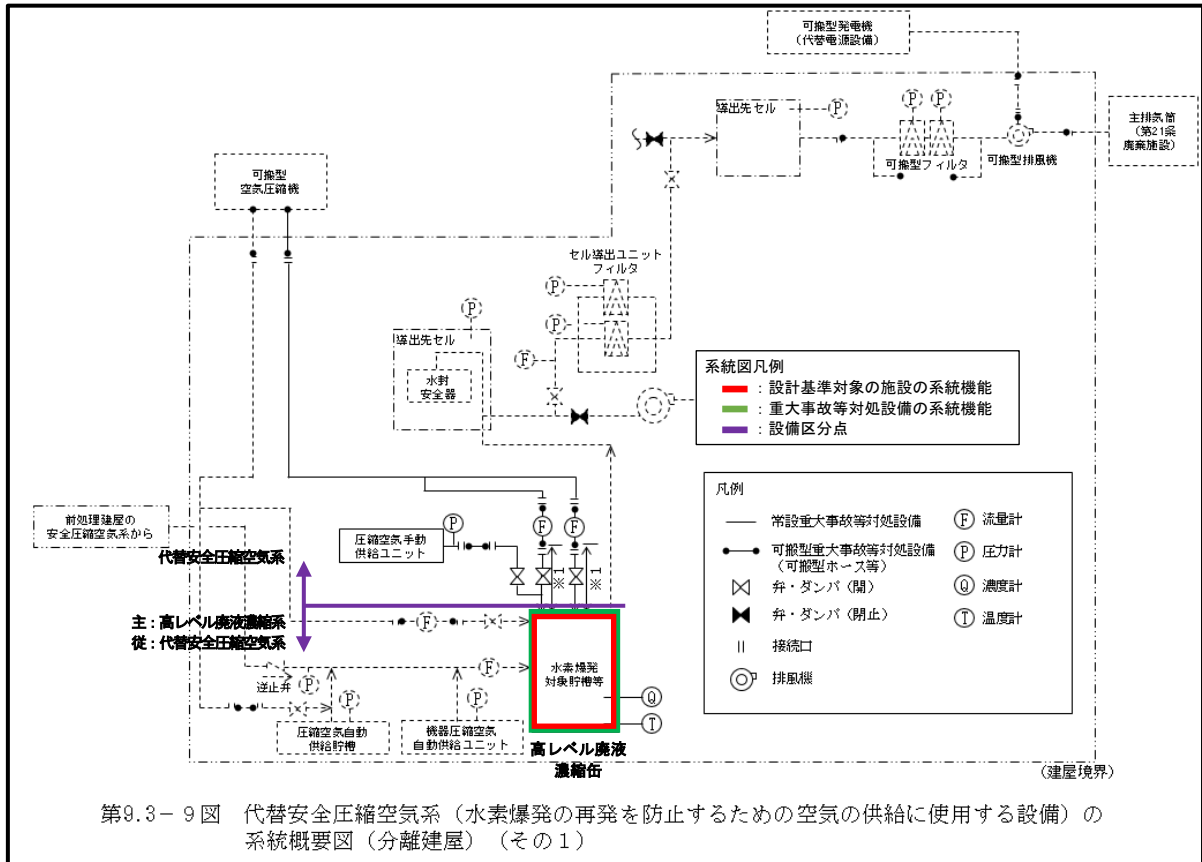 可搬型発電機
(代替電源設備)
導出先セル
P
P
P
主排気筒
(第21条
廃棄施設)
可搬型フィルタ
可搬型排風機
可搬型
空気圧縮機
セル導出ユニット
フィルタ
P
P
P
F
導出先セル
水封
安全器
系統図凡例
:設計基準対象の施設の系統機能
:重大事故等対処設備の系統機能
:設備区分点
凡例
常設重大事故等対処設備
可搬型重大事故等対処設備
(可搬型ホース等)
弁・ダンパ(開)
弁・ダンパ(閉止)
接続口
排風機
F 流量計
P 圧力計
Q 濃度計
T 温度計
前処理建屋の
安全圧縮空気系から
圧縮空気手動
供給ユニット
P
F
F
※1
※1
代替安全圧縮空気系
主:高レベル廃液濃縮系
従:代替安全圧縮空気系
F
F
逆止弁
P
P
P
圧縮空気自動
供給貯槽
機器圧縮空気
自動供給ユニット
水素爆発
対象貯槽等
Q
T
高レベル廃液
濃縮缶
(建屋境界)
第9.3-9図 代替安全圧縮空気系(水素爆発の再発を防止するための空気の供給に使用する設備)の
系統概要図(分離建屋)(その1)